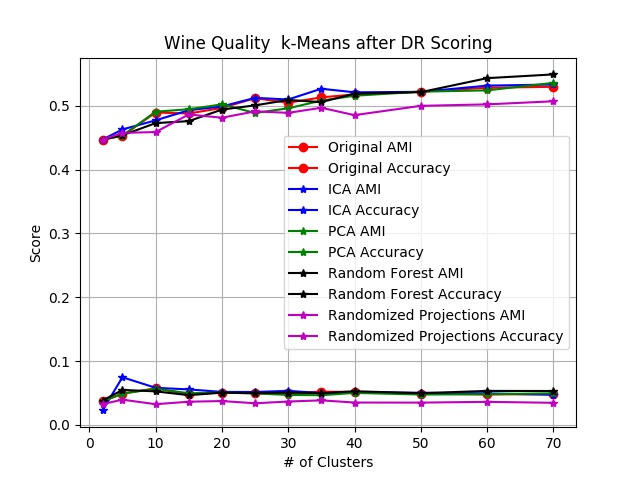 Wine Quality  k-Means after DR Scoring
0.5
0.4
0.3
0.2
0.1
0.0
Score
Original AMI
Original Accuracy
ICA AMI
ICA Accuracy
PCA AMI
PCA Accuracy
Random Forest AMI
Random Forest Accuracy
Randomized Projections AMI
Randomized Projections Accuracy
0 10 20 30 40 50 60 70
# of Clusters